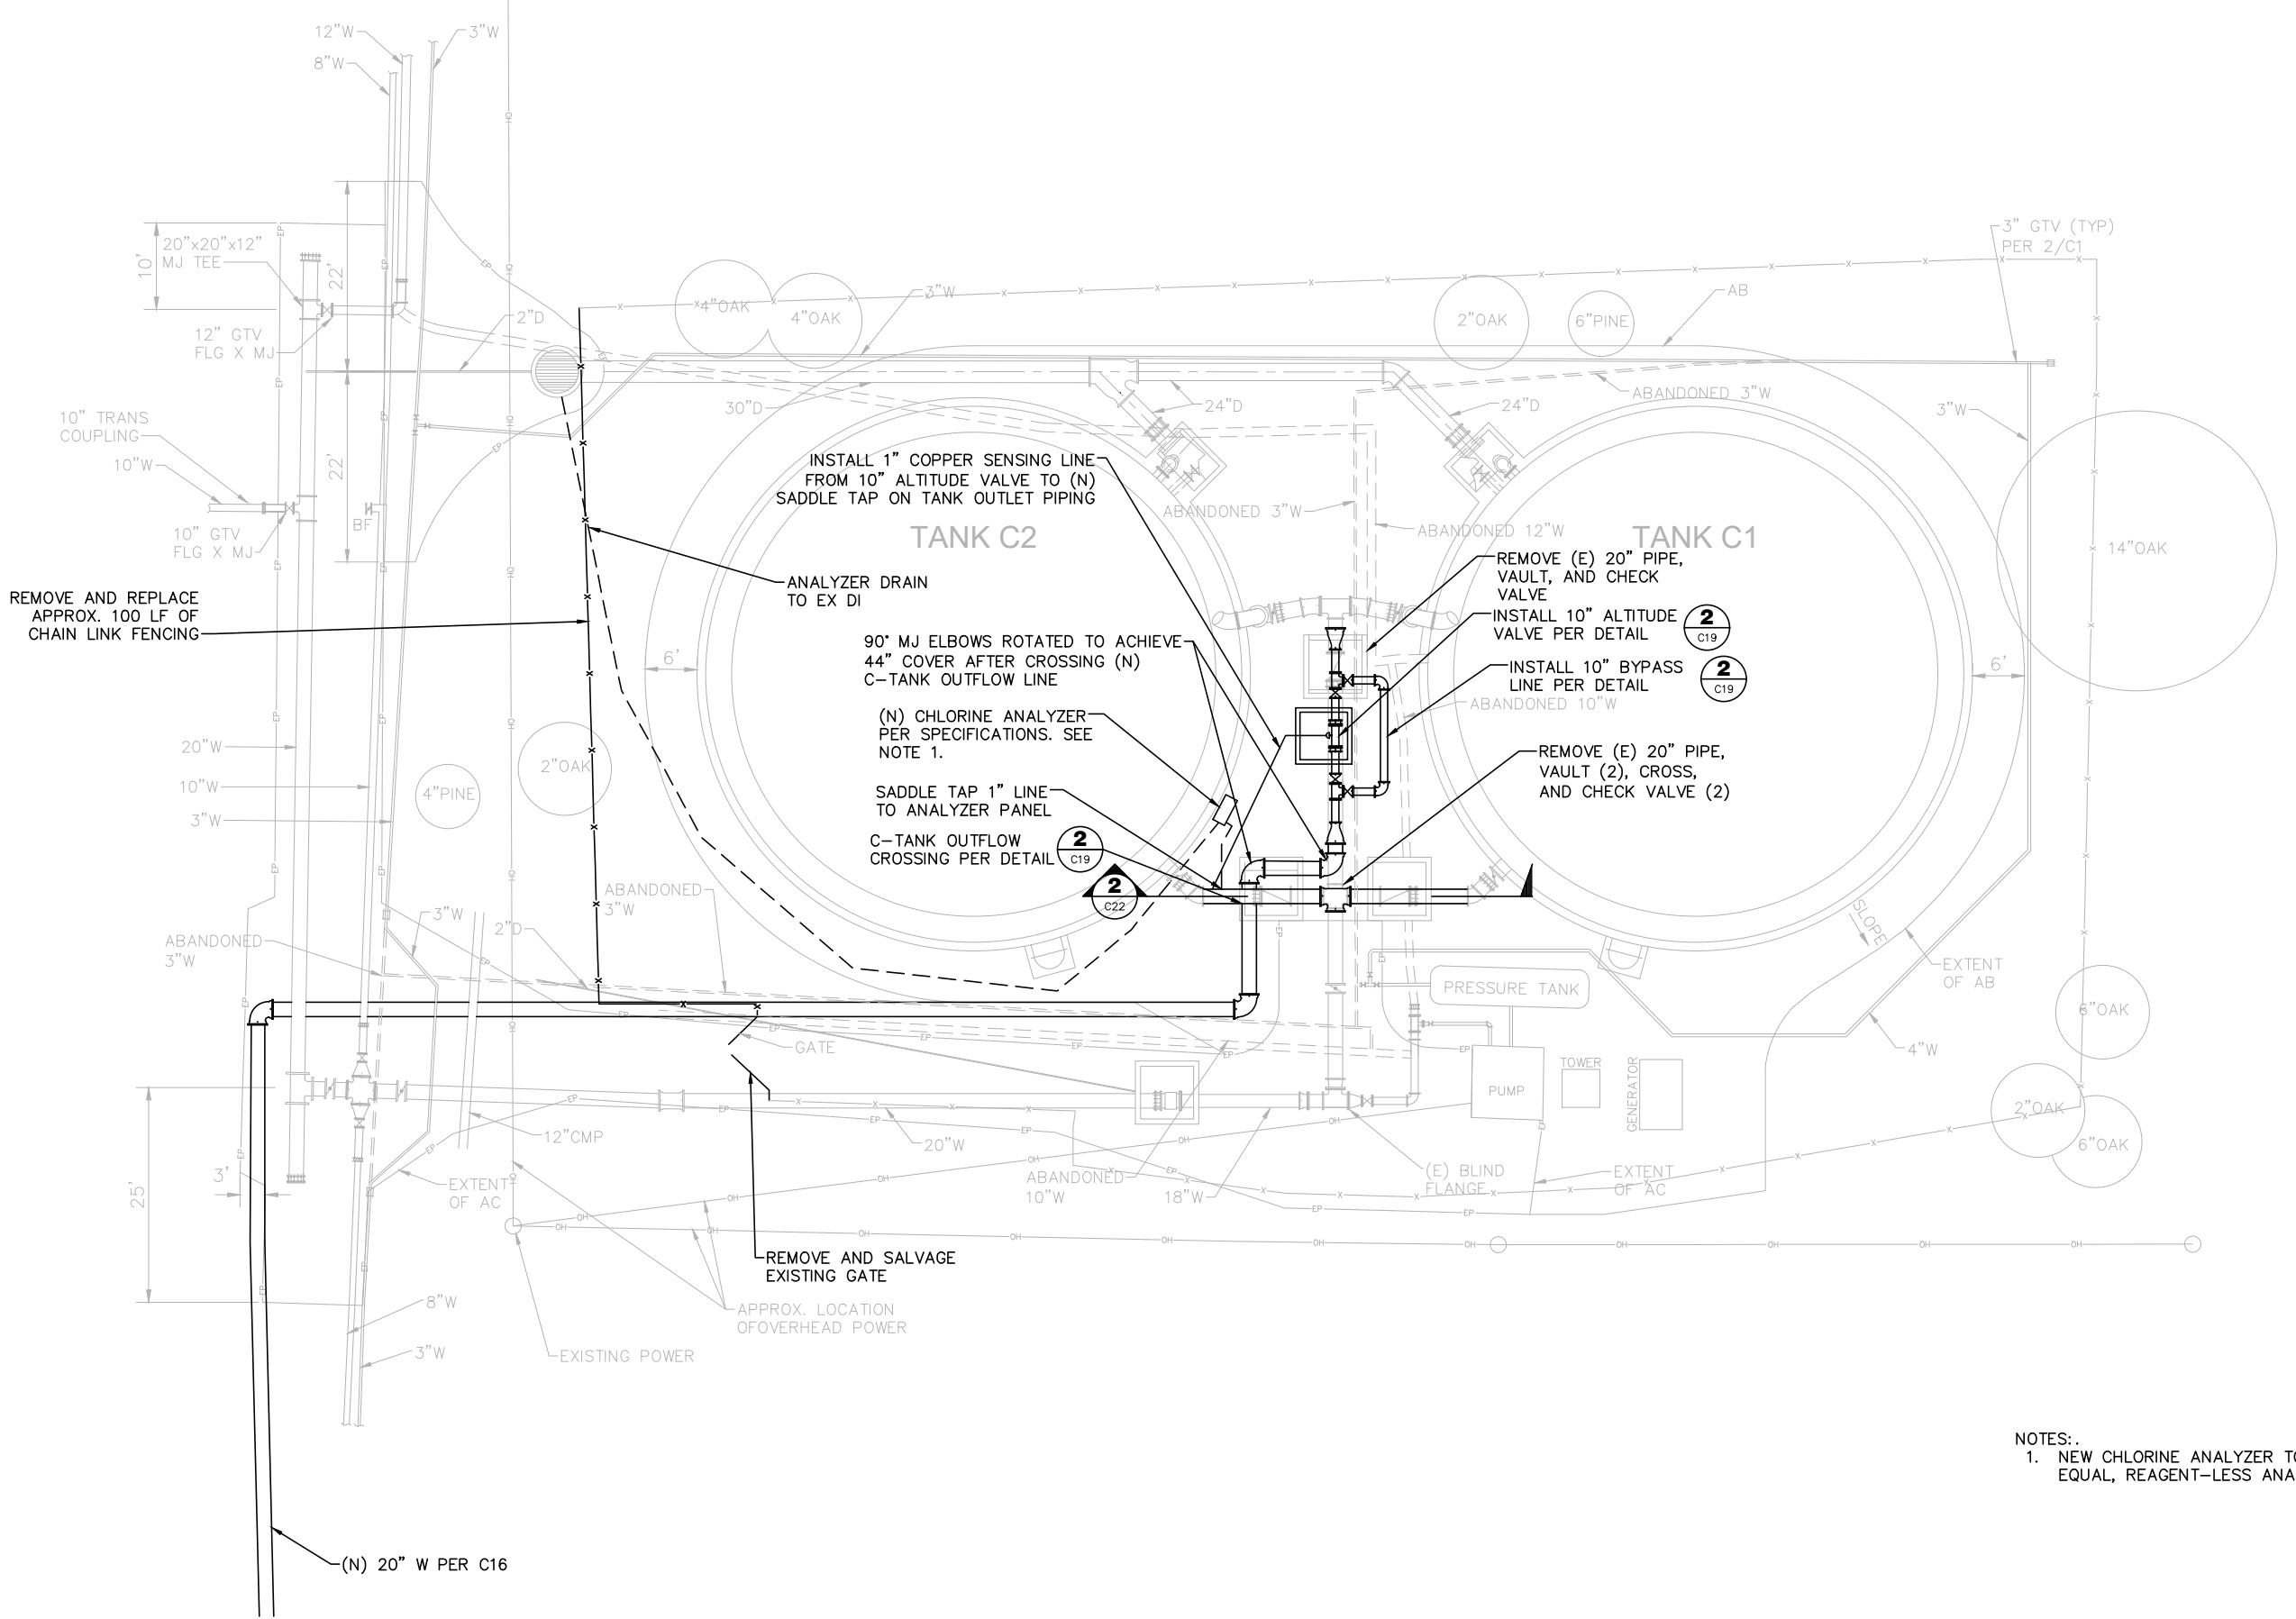 12"W
3"W
8"W
20"x20"x12"
MJ TEE
10'
22'
12" GTV
FLG X MJ
2"D
4"OAK
4"OAK
3"W
2"OAK
6"PINE
AB
3" GTV (TYP)
PER 2/C1
10" TRANS
COUPLING
10"W
22'
30"D
24"D
24"D
ABANDONED 3"W
3"W
10" GTV
FLG X MJ
BF
INSTALL 1" COPPER SENSING LINE
FROM 10" ALTITUDE VALVE TO (N)
SADDLE TAP ON TANK OUTLET PIPING
ABANDONED 3"W
ABANDONED 12"W
TANK C2
TANK C1
14"OAK
REMOVE AND REPLACE
APPROX. 100 LF OF
CHAIN LINK FENCING
ANALYZER DRAIN
TO EX DI
REMOVE (E) 20" PIPE,
VAULT, AND CHECK
VALVE
INSTALL 10" ALTITUDE
VALVE PER DETAIL
2
C19
90° MJ ELBOWS ROTATED TO ACHIEVE
44" COVER AFTER CROSSING (N)
C-TANK OUTFLOW LINE
INSTALL 10" BYPASS
LINE PER DETAIL
2
C19
6'
6'
ABANDONED 10"W
(N) CHLORINE ANALYZER
PER SPECIFICATIONS. SEE
NOTE 1.
REMOVE (E) 20" PIPE,
VAULT (2), CROSS,
AND CHECK VALVE (2)
20"W
2"OAK
10"W
4"PINE
3"W
SADDLE TAP 1" LINE
TO ANALYZER PANEL
C-TANK OUTFLOW
CROSSING PER DETAIL
2
C19
2
C22
ABANDONED
3"W
3"W
2"D
ABANDONED
3"W
SLOPE
EXTENT
OF AB
PRESSURE TANK
6"OAK
GATE
4"W
TOWER
PUMP
GENERATOR
2"OAK
6"OAK
12"CMP
20"W
25'
3'
EXTENT
OF AC
ABANDONED
10"W
18"W
(E) BLIND
FLANGE
EXTENT
OF AC
REMOVE AND SALVAGE
EXISTING GATE
8"W
APPROX. LOCATION
OFOVERHEAD POWER
3"W
EXISTING POWER
NOTES:.
1. NEW CHLORINE ANALYZER
EQUAL, REAGENT-LESS
(N) 20" W PER C16